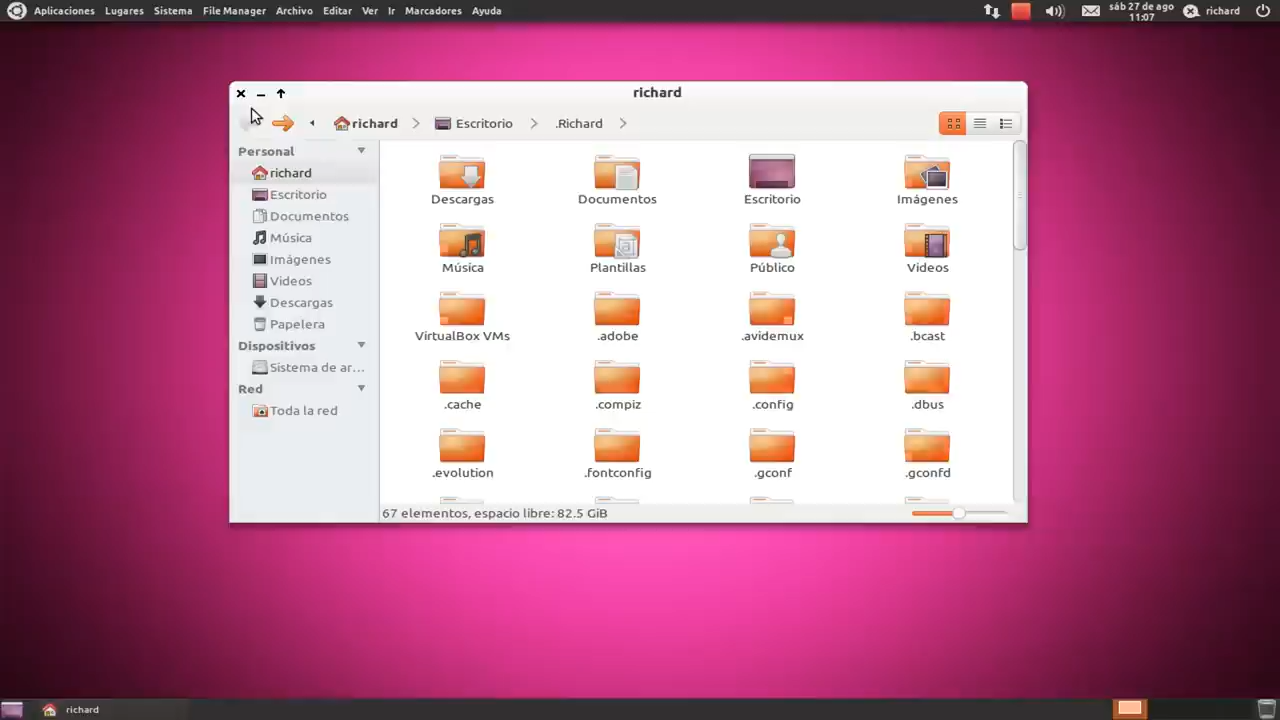 Aplicaciones Lugares Sistema File Manager Archivo Editar Ver Ir Marcadores Ayuda
sáb 27 de ago
11:07
richard
richard
richard Escritorio .Richard
Personal
richard
Escritorio
Documentos
Música
Imágenes
Videos
Descargas
Papelera
Dispositivos
Sistema de ar...
Red
Toda la red
Descargas Documentos Escritorio Imágenes
Música Plantillas Público Videos
VirtualBox VMs .adobe .avidemux .bcast
.cache .compiz .config .dbus
.evolution .fontconfig .gconf .gconfd
67 elementos, espacio libre: 82.5 GiB
richard